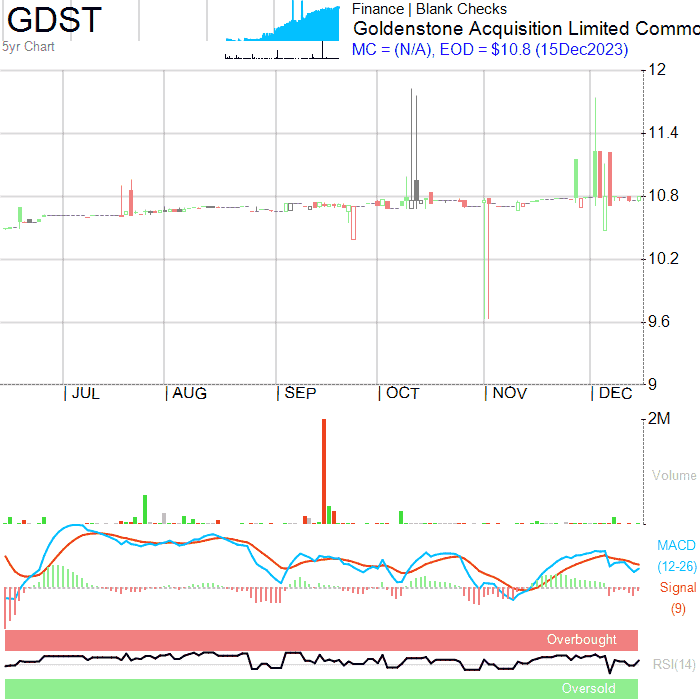 GDST
5yr Chart
Finance | Blank Checks
Goldenstone Acquisition Limited Commo
MC = (N/A), EOD = $10.8 (15Dec2023)
12
11.4
10.8
10.2
9.6
9
JUL
AUG
SEP
OCT
NOV
DEC
2M
Volume
MACD
(12-26)
Signal
(9)
Overbought
RSI(14)
Oversold